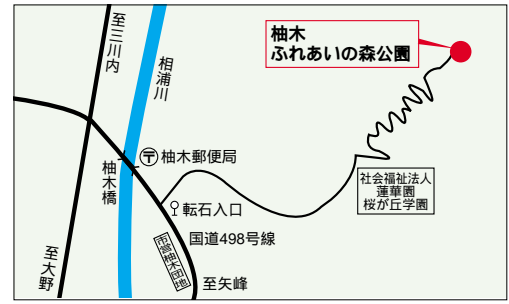 至三川内
相浦川
柚木
ふれあいの森公園
〒柚木郵便局
柚木橋
社会福祉法人
蓮華園
桜が丘学園
転石入口
国道498号線
市営柚木団地
至大野
至矢峰